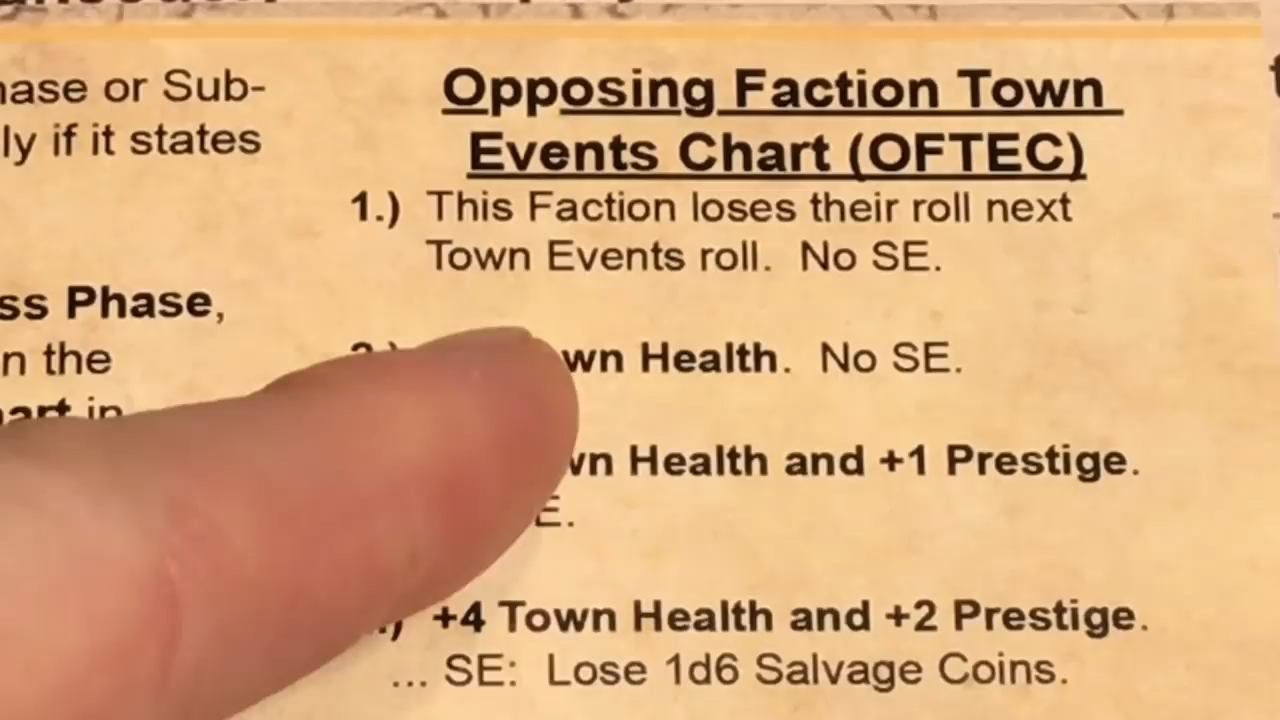 hase or Sub-
ly if it states
ss Phase,
n the
in
Opposing Faction Town
Events Chart (OFTEC)
1.) This Faction loses their roll next
Town Events roll. No SE.
wn Health. No SE.
wn Health and +1 Prestige.
E.
+4 Town Health and +2 Prestige.
... SE: Lose 1d6 Salvage Coins.